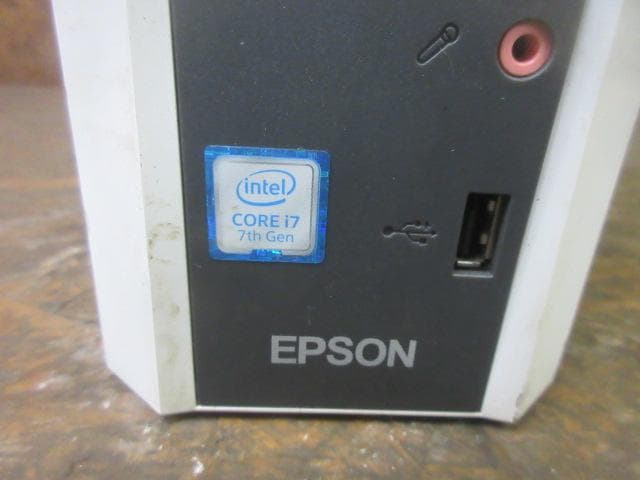 intel
CORE i7
7th Gen
EPSON